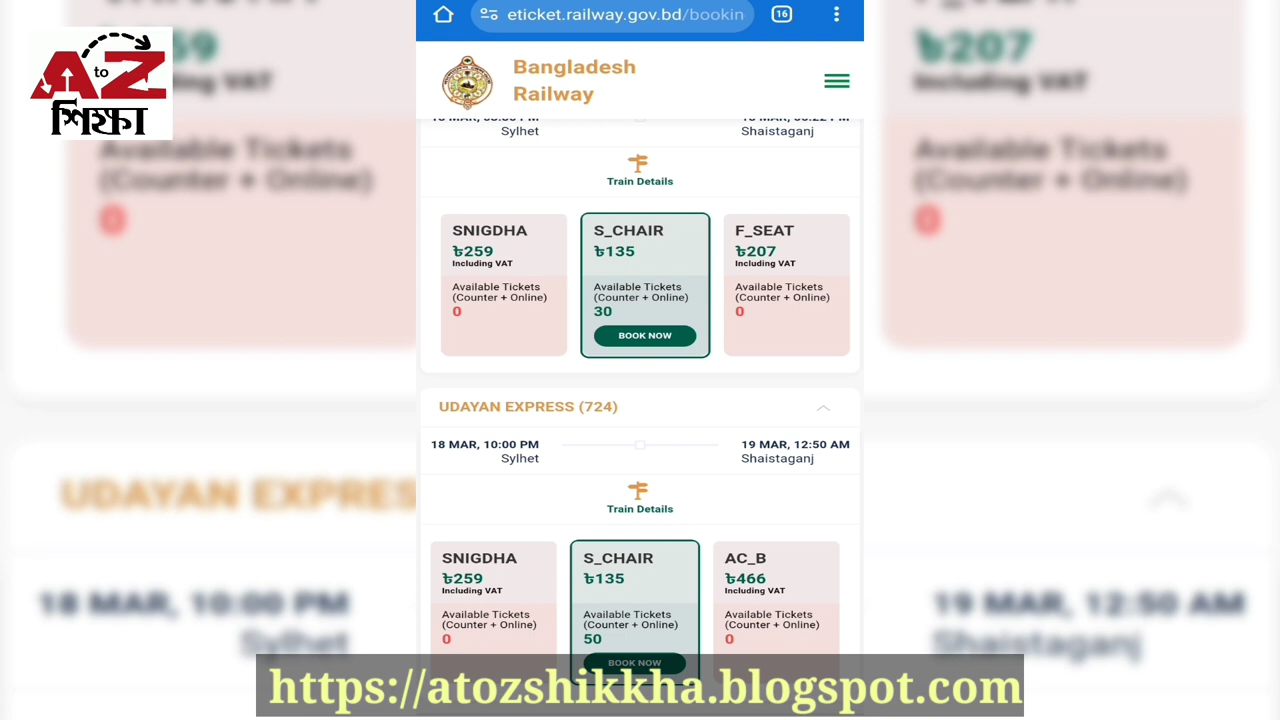 eticket.railway.gov.bd/bookin
16
A to Z
শিক্ষা
Bangladesh
Railway
Sylhet
Shaistaganj
Train Details
SNIGDHA
৳259
Including VAT
Available Tickets
(Counter + Online)
0
S_CHAIR
৳135
Available Tickets
(Counter + Online)
30
BOOK NOW
F_SEAT
৳207
Including VAT
Available Tickets
(Counter + Online)
0
UDAYAN EXPRESS (724)
18 MAR, 10:00 PM
Sylhet
19 MAR, 12:50 AM
Shaistaganj
Train Details
SNIGDHA
৳259
Including VAT
Available Tickets
(Counter + Online)
0
S_CHAIR
৳135
Available Tickets
(Counter + Online)
50
BOOK NOW
AC_B
৳466
Including VAT
Available Tickets
(Counter + Online)
0
https://atozshikkha.blogspot.com